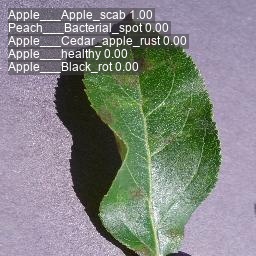 Apple___Apple_scab 1.00
Peach___Bacterial_spot 0.00
Apple___Cedar_apple_rust 0.00
Apple___healthy 0.00
Apple___Black_rot 0.00